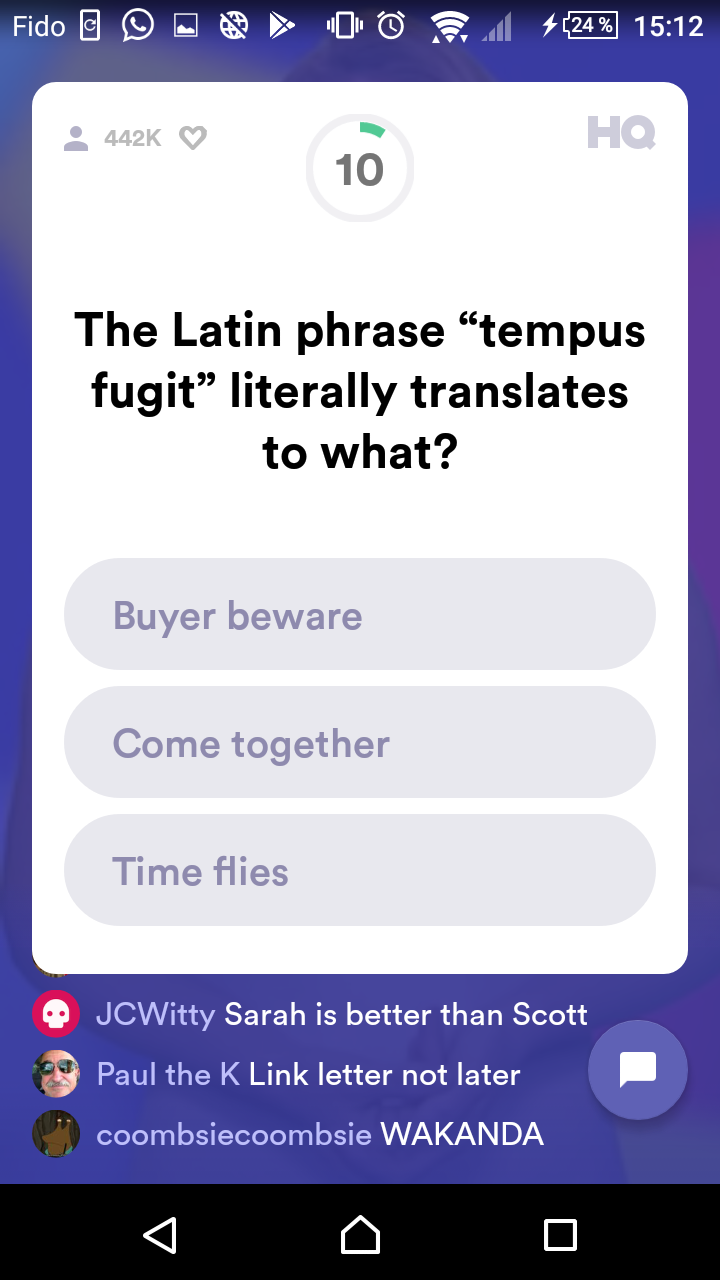 Fido 24 % 15:12
442K 10 HQ
The Latin phrase “tempus
fugit” literally translates
to what?
Buyer beware
Come together
Time flies
JCWitty Sarah is better than Scott
Paul the K Link letter not later
coombsiecoombsie WAKANDA